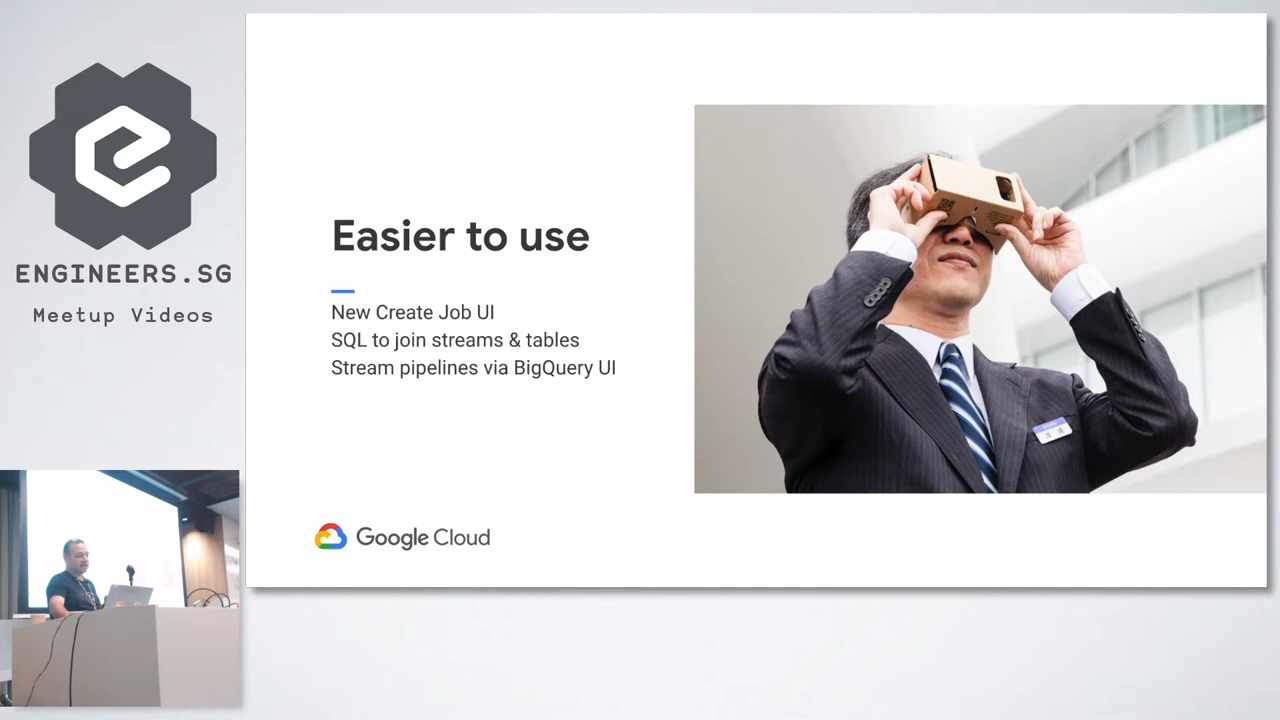 ENGINEERS.SG
Meetup Videos
Easier to use
New Create Job UI
SQL to join streams & tables
Stream pipelines via BigQuery UI
Google Cloud